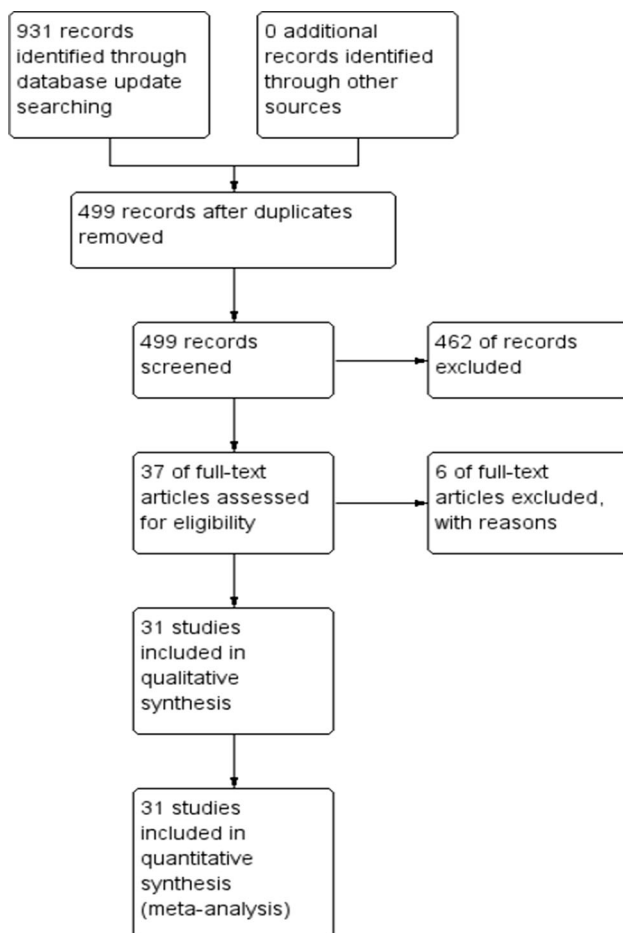 931 records
identified through
database update
searching
0 additional
records identified
through other
sources
499 records after duplicates
removed
499 records
screened
462 of records
excluded
37 of full-text
articles assessed
for eligibility
6 of full-text
articles excluded,
with reasons
31 studies
included in
qualitative
synthesis
31 studies
included in
quantitative
synthesis
(meta-analysis)